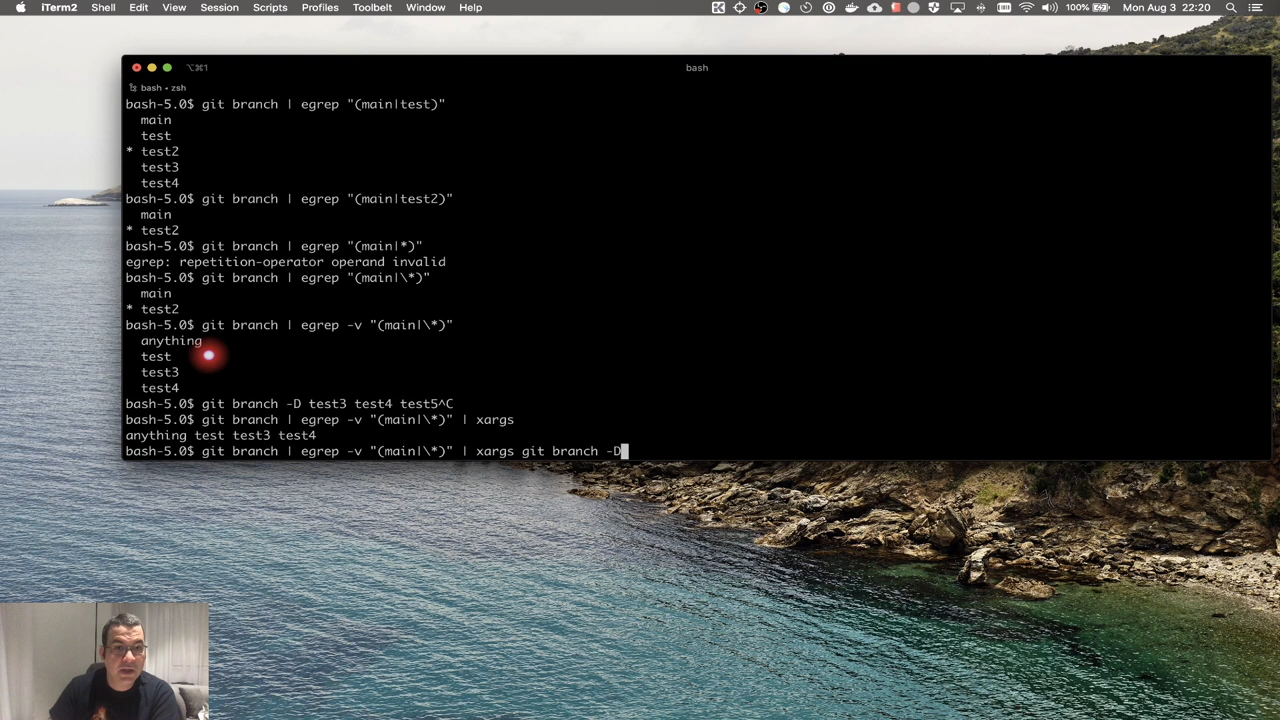 iTerm2 Shell Edit View Session Scripts Profiles Toolbelt Window Help 100% Mon Aug 3 22:20
⌥⌘1 bash
bash • zsh
bash-5.0$ git branch | egrep "(main|test)"
main
test
* test2
test3
test4
bash-5.0$ git branch | egrep "(main|test2)"
main
* test2
bash-5.0$ git branch | egrep "(main|*)"
egrep: repetition-operator operand invalid
bash-5.0$ git branch | egrep "(main|\*)"
main
* test2
bash-5.0$ git branch | egrep -v "(main|\*)"
anything
test
test3
test4
bash-5.0$ git branch -D test3 test4 test5^C
bash-5.0$ git branch | egrep -v "(main|\*)" | xargs
anything test test3 test4
bash-5.0$ git branch | egrep -v "(main|\*)" | xargs git branch -D